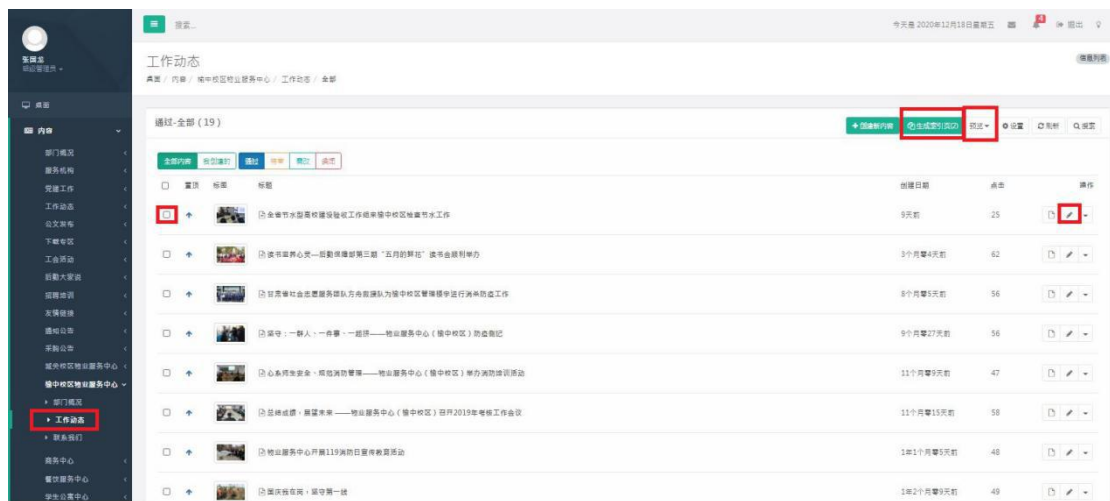 搜索...
今天是 2020年12月18日星期五
4
退出
工作动态
信息列表
桌面 / 内容 / 榆中校区物业服务中心 / 工作动态 / 全部
桌面
内容
部门概况
服务机构
党建工作
工作动态
公文发布
下载专区
工会活动
后勤大家谈
招聘培训
友情链接
通知公告
采购公告
城关校区物业服务中心
榆中校区物业服务中心
部门概况
工作动态
联系我们
商务中心
餐饮服务中心
学生公寓中心
通过-全部(19)
创建新内容
生成索引页(2)
预览
设置
刷新
搜索
全部内容
我创建的
通过
待审
置顶
标图
标题
创建日期
点击
操作
全省节水型高校建设验收工作组来榆中校区检查节水工作
9天前
25
读书滋养心灵—后勤保障部第三期“五月的鲜花”读书会顺利举办
3个月零4天前
62
甘肃省社会志愿服务团队方舟救援队为榆中校区管理楼宇进行消杀防疫工作
8个月零5天前
56
坚守:一群人、一件事、一起拼——物业服务中心(榆中校区)防疫侧记
9个月零27天前
56
心系师生安全,规范消防管理——物业服务中心(榆中校区)举办消防培训活动
11个月零9天前
47
总结成绩,展望未来——物业服务中心(榆中校区)召开2019年考核工作会议
11个月零15天前
58
物业服务中心开展119消防日宣传教育活动
1年1个月零5天前
48
国庆我在岗,坚守第一线
1年2个月零9天前
49